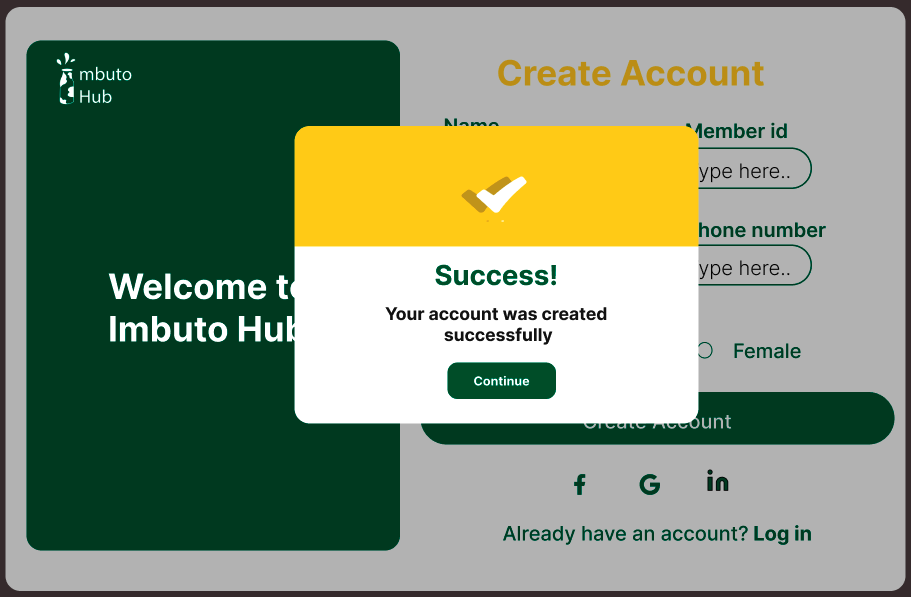 mbuto
Hub
Create Account
Name
Member id
ype here..
hone number
ype here..
Welcome to
Imbuto Hub
Success!
Your account was created
successfully
Continue
Female
Create Account
f
G
in
Already have an account? Log in